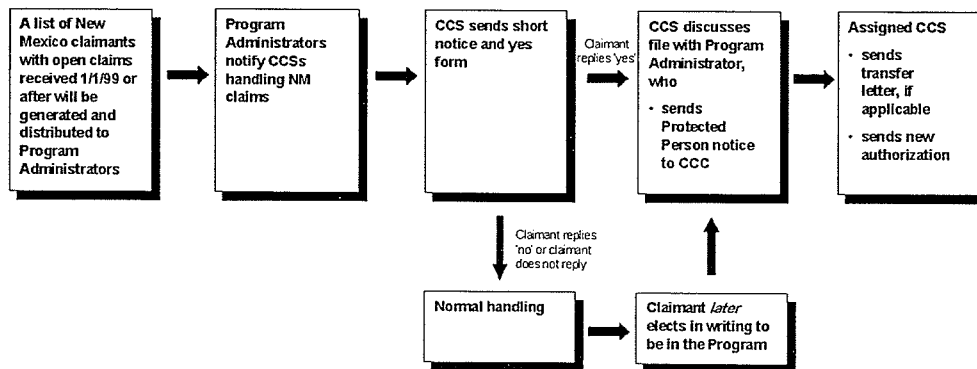 A list of New
Mexico claimants
with open claims
received 1/1/99 or
after will be
generated and
distributed to
Program
Administrators
Program
Administrators
notify CCSs
handling NM
claims
CCS sends short
notice and yes
form
Claimant
replies 'yes'
CCS discusses
file with Program
Administrator,
who
• sends
Protected
Person notice
to CCC
Assigned CCS
• sends
transfer
letter, if
applicable
• sends new
authorization
Claimant replies
'no' or claimant
does not reply
Normal handling
Claimant later
elects in writing to
be in the Program